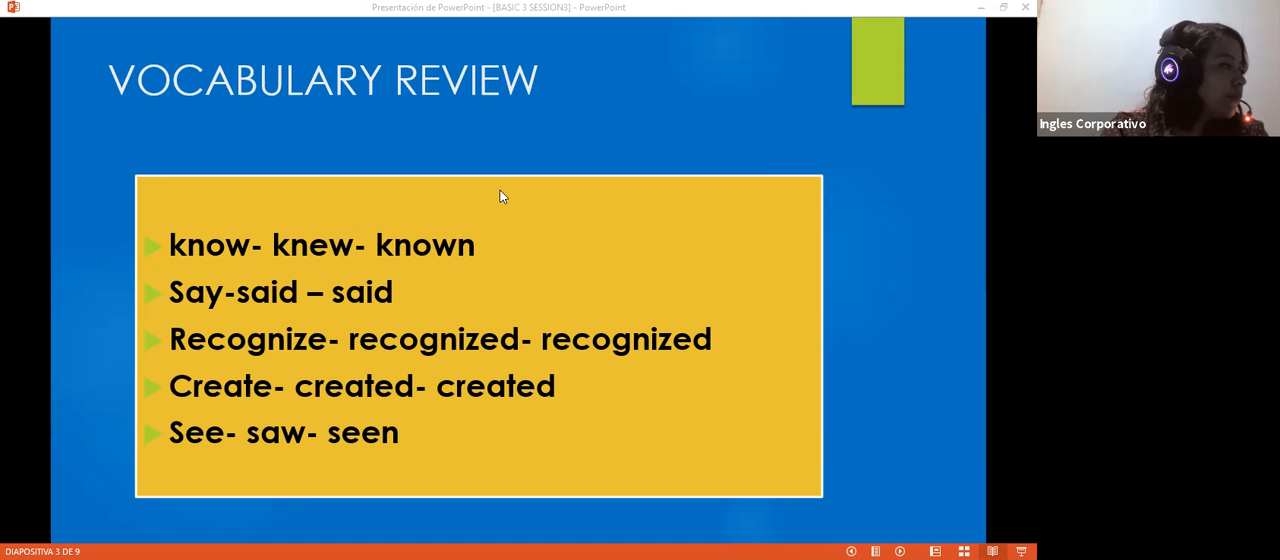 Presentación de PowerPoint - [BASIC 3 SESSION3] - PowerPoint
VOCABULARY REVIEW
know- knew- known
Say-said – said
Recognize- recognized- recognized
Create- created- created
See- saw- seen
Ingles Corporativo
DIAPOSITIVA 3 DE 9